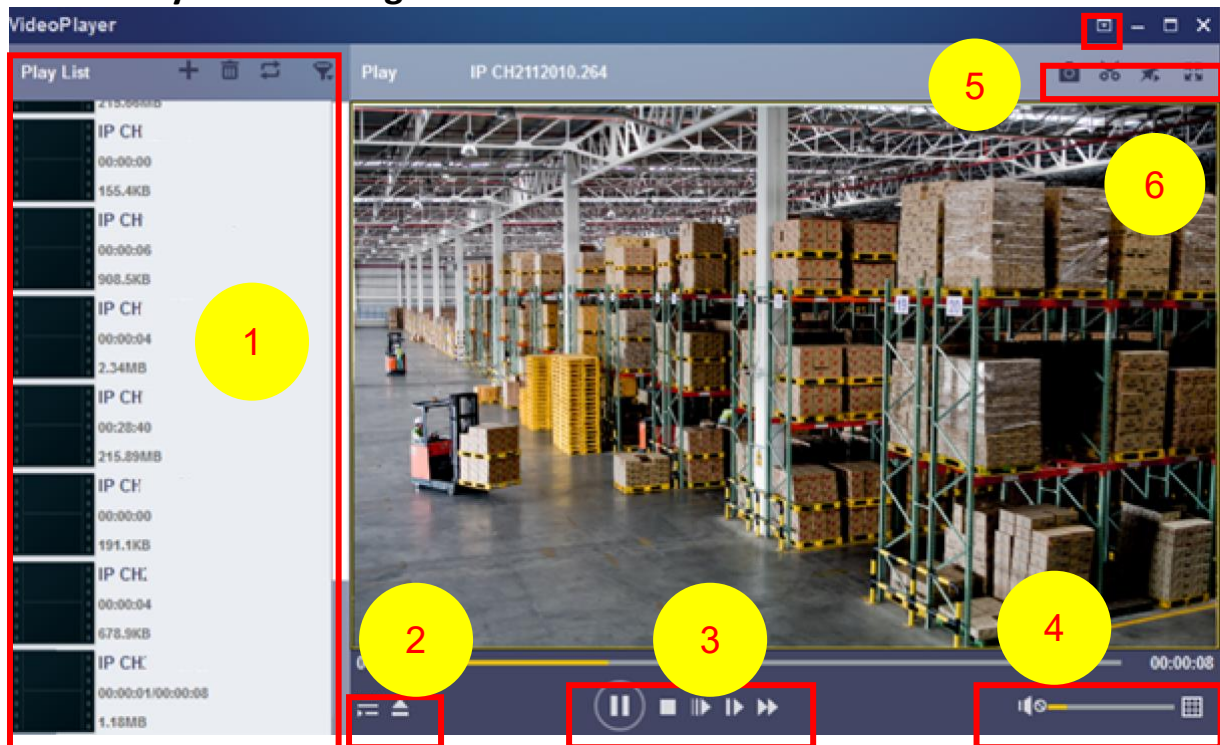 VideoPlayer
Play List
Play IP CH2112010.264
5
6
IP CH
00:00:00
155.4KB
IP CH
00:00:06
908.5KB
1
IP CH
00:00:04
2.34MB
IP CH
00:28:40
215.89MB
IP CH
00:00:00
191.1KB
IP CH
00:00:04
678.9KB
2
3
4
IP CH
00:00:01/00:00:08
1.18MB
00:00:08